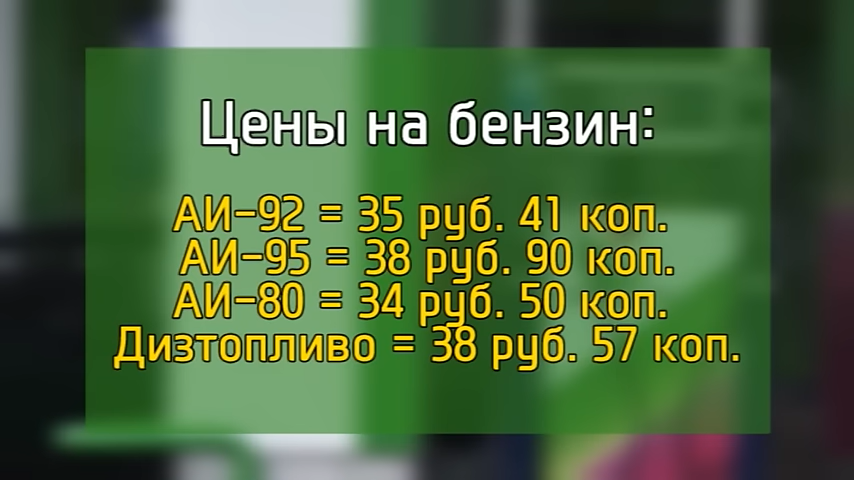 Цены на бензин:
АИ-92 = 35 руб. 41 коп.
АИ-95 = 38 руб. 90 коп.
АИ-80 = 34 руб. 50 коп.
Дизтопливо = 38 руб. 57 коп.